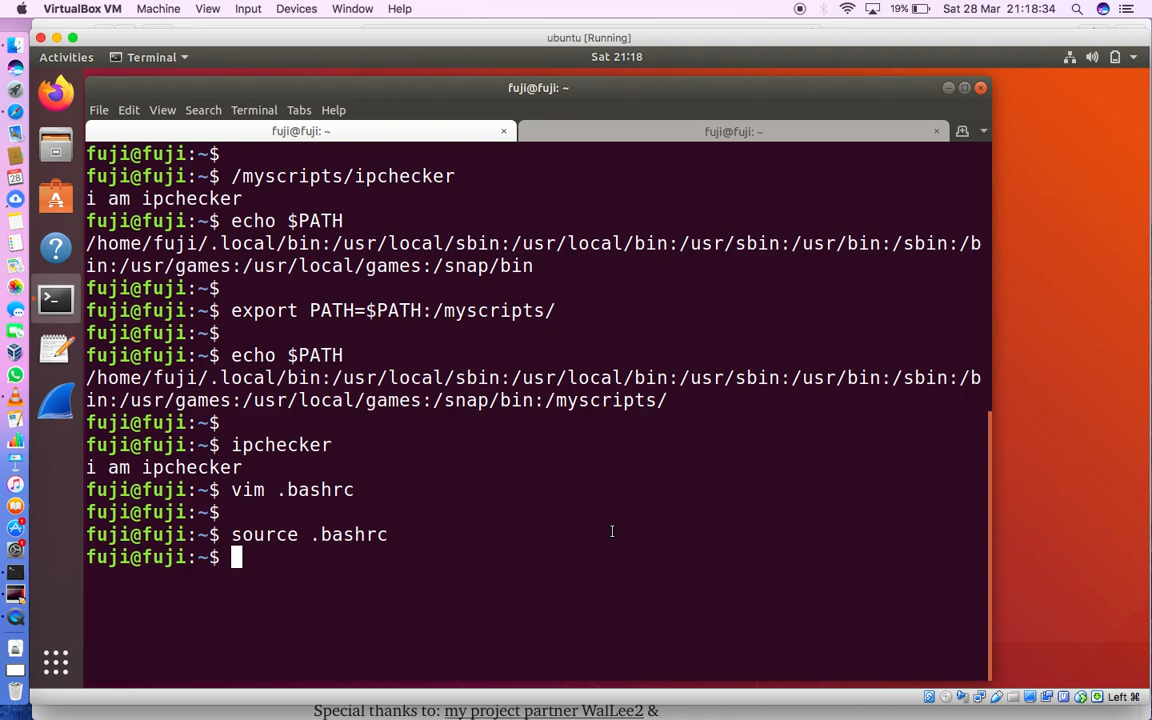 VirtualBox VM Machine View Input Devices Window Help 19% Sat 28 Mar 21:18:34
ubuntu [Running]
Activities Terminal Sat 21:18
fuji@fuji: ~
File Edit View Search Terminal Tabs Help
fuji@fuji: ~ × fuji@fuji: ~ ×
fuji@fuji:~$
fuji@fuji:~$ /myscripts/ipchecker
i am ipchecker
fuji@fuji:~$ echo $PATH
/home/fuji/.local/bin:/usr/local/sbin:/usr/local/bin:/usr/sbin:/usr/bin:/sbin:/b
in:/usr/games:/usr/local/games:/snap/bin
fuji@fuji:~$
fuji@fuji:~$ export PATH=$PATH:/myscripts/
fuji@fuji:~$
fuji@fuji:~$ echo $PATH
/home/fuji/.local/bin:/usr/local/sbin:/usr/local/bin:/usr/sbin:/usr/bin:/sbin:/b
in:/usr/games:/usr/local/games:/snap/bin:/myscripts/
fuji@fuji:~$
fuji@fuji:~$ ipchecker
i am ipchecker
fuji@fuji:~$ vim .bashrc
fuji@fuji:~$
fuji@fuji:~$ source .bashrc
fuji@fuji:~$
Left ⌘
Special thanks to: my project partner WalLee2 &